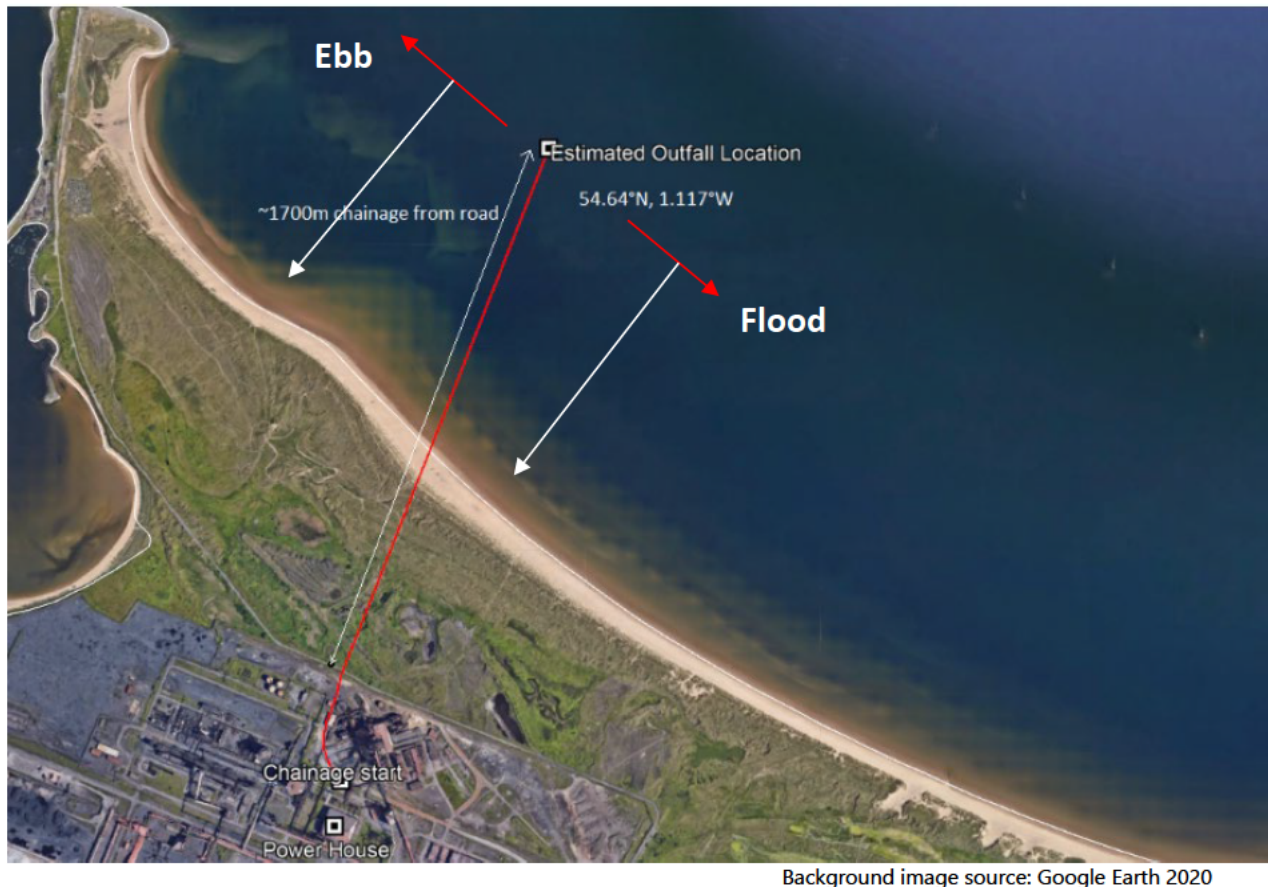 Ebb
Estimated Outfall Location
54.64°N, 1.117°W
~1700m chainage from road
Flood
Chainage start
Power House
Background image source: Google Earth 2020